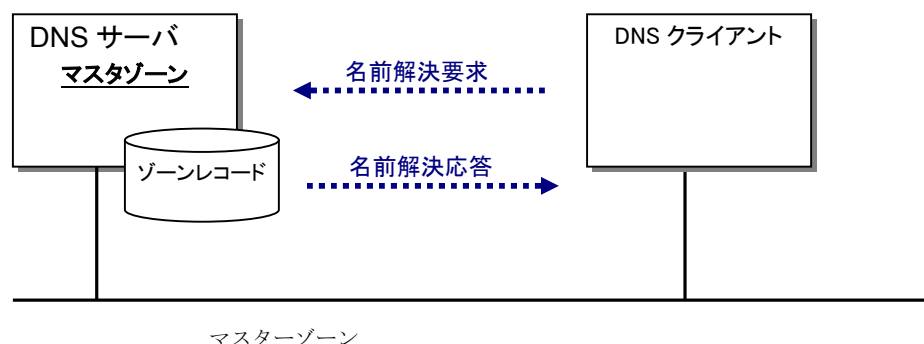 DNS サーバ
マスタゾーン
DNS クライアント
名前解決要求
ゾーンレコード
名前解決応答
マスターゾーン